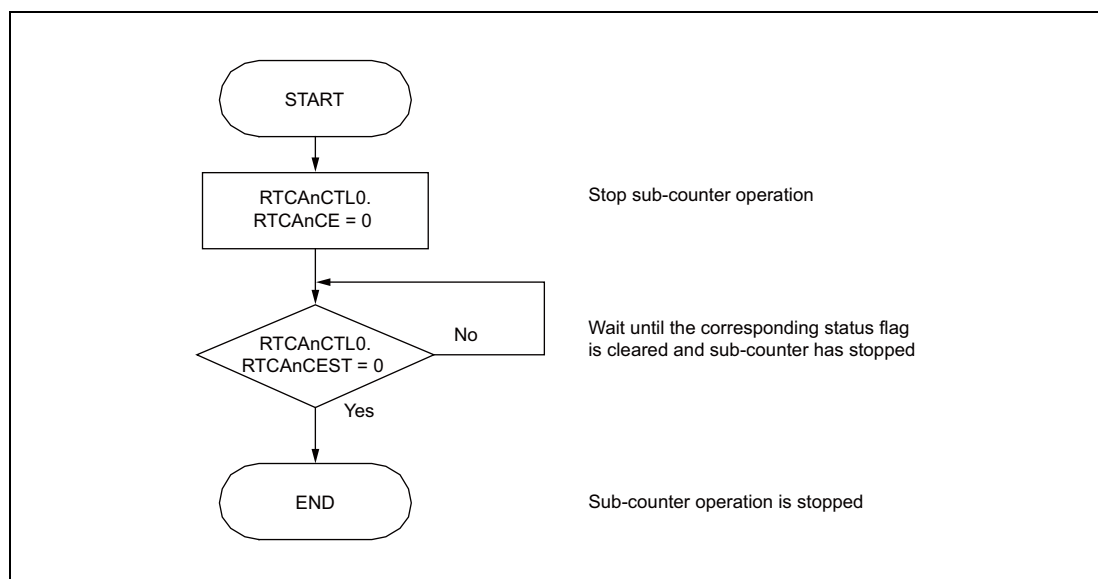 START
RTCAnCTL0.
RTCAnCE = 0
Stop sub-counter operation
RTCAnCTL0.
RTCAnCEST = 0
No
Wait until the corresponding status flag
is cleared and sub-counter has stopped
Yes
END
Sub-counter operation is stopped